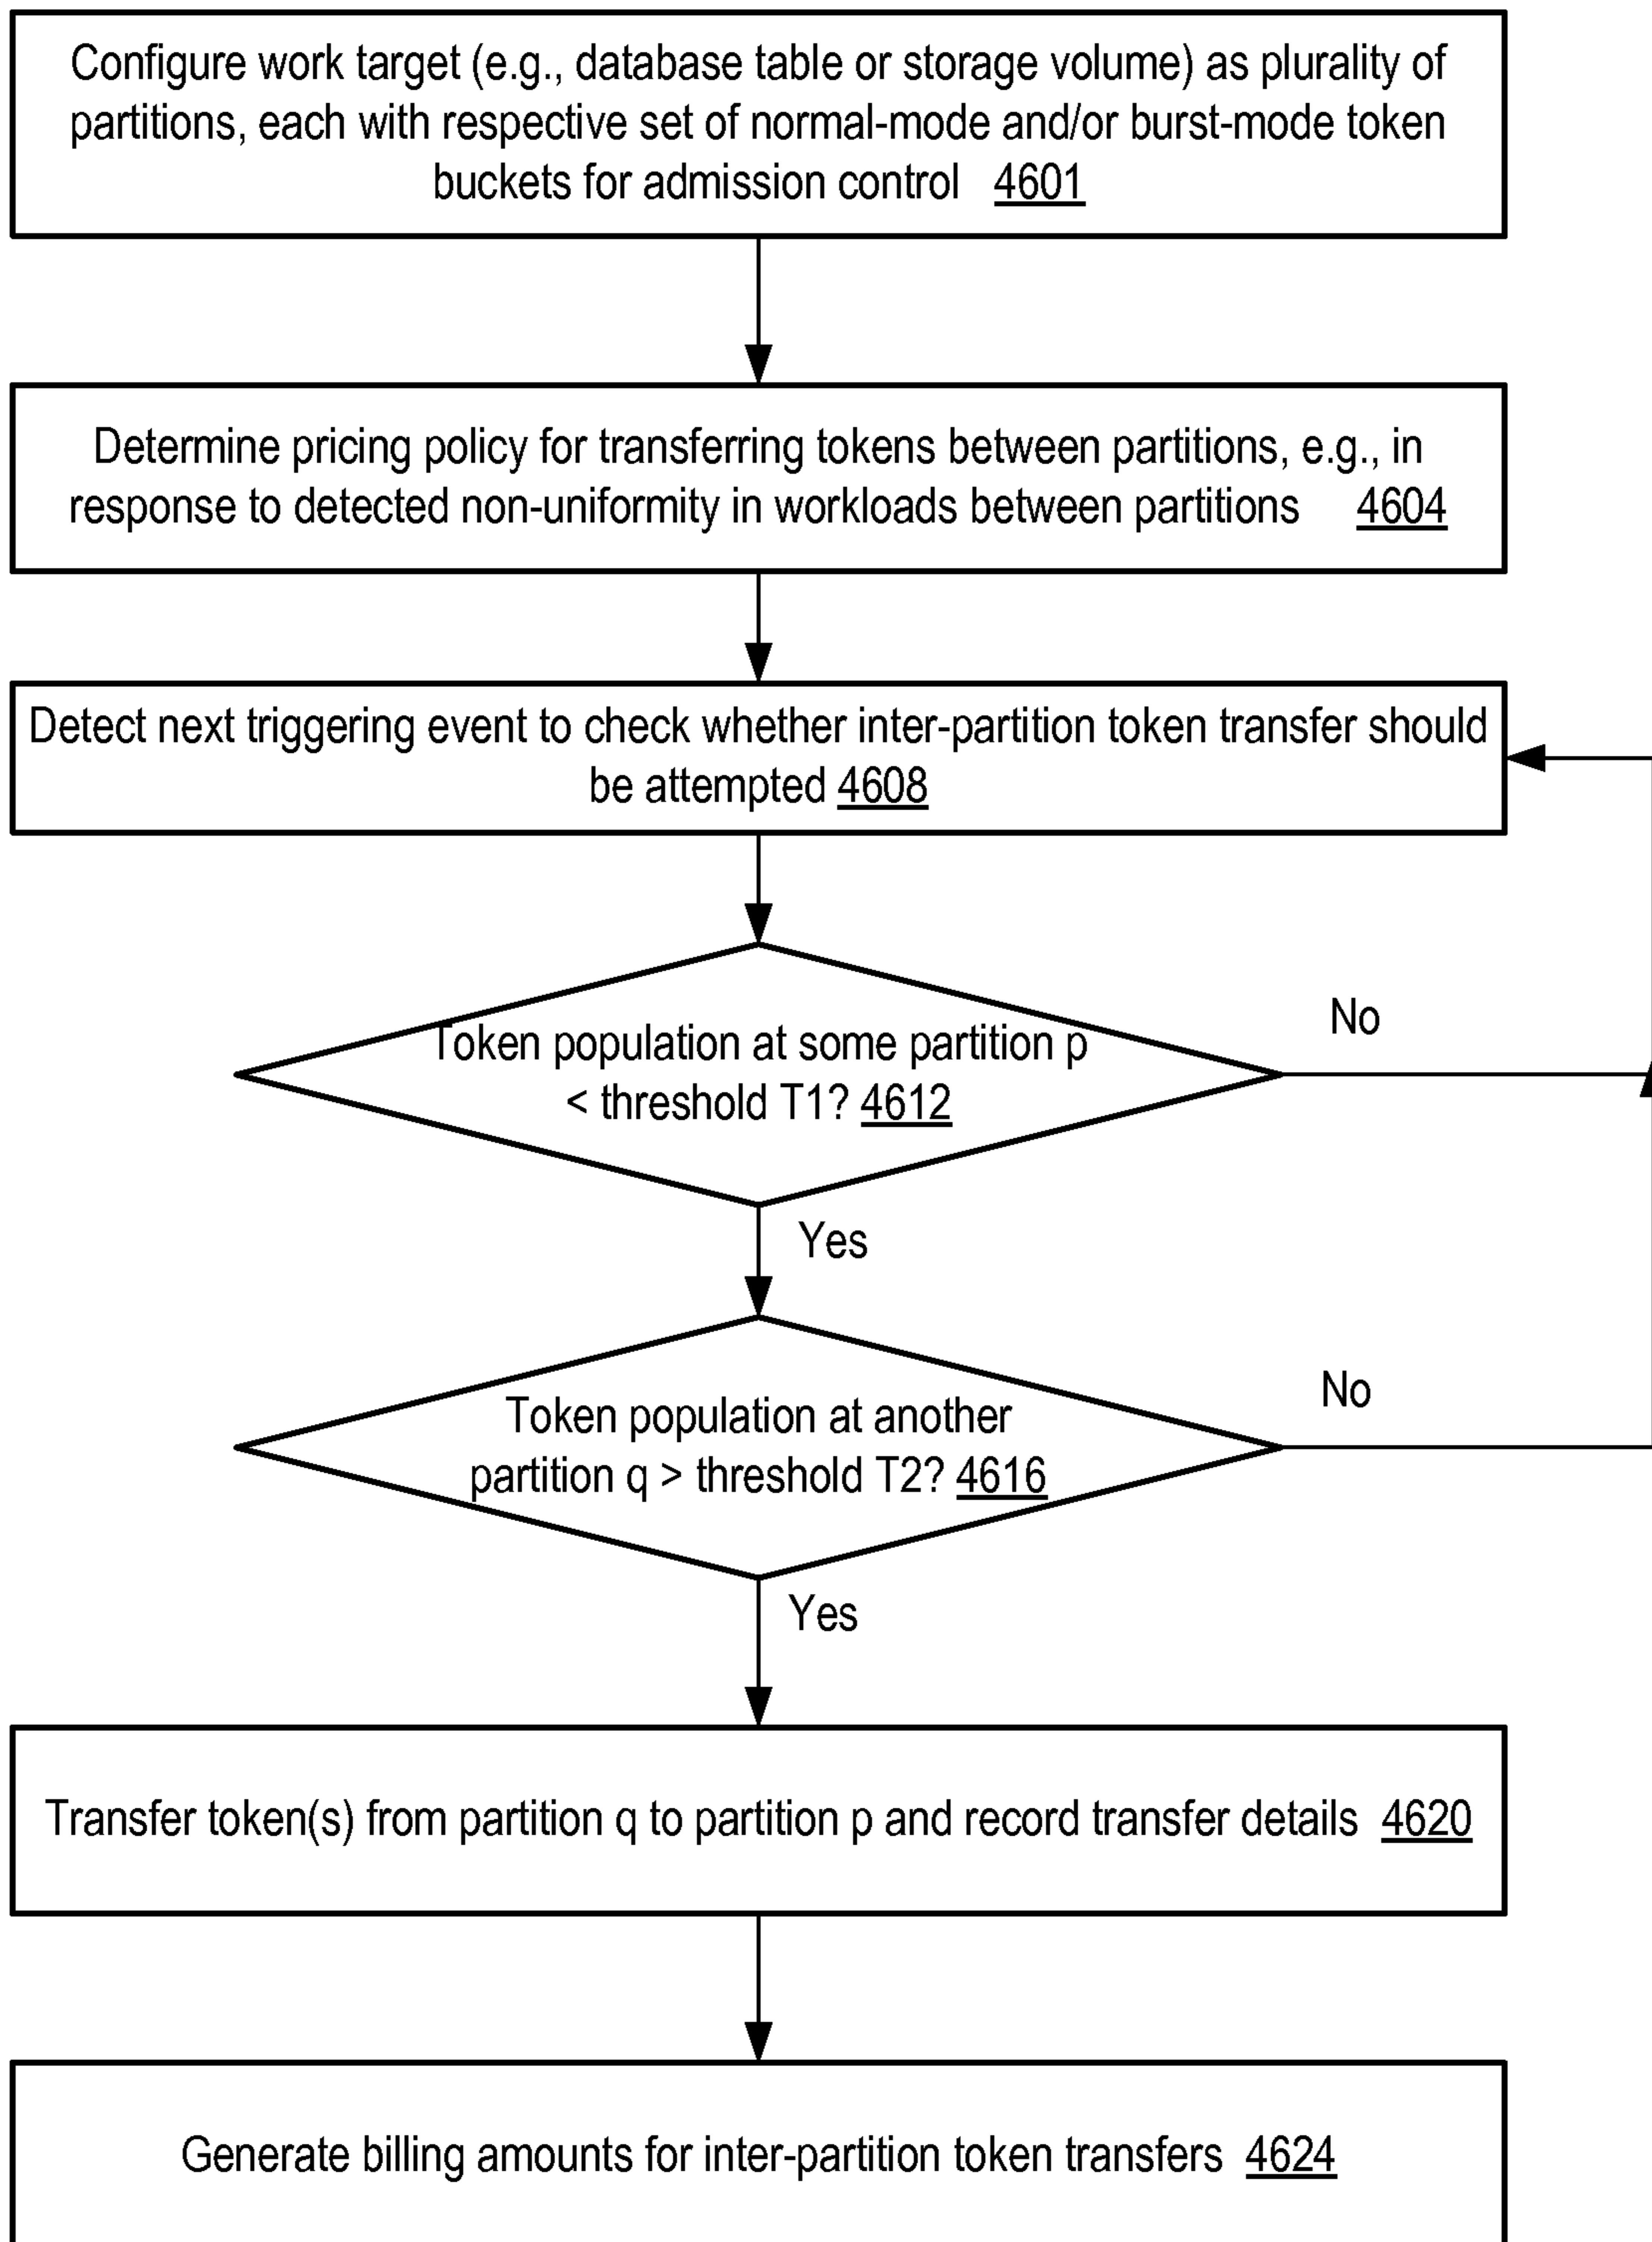 Configure work target (e.g., database table or storage volume) as plurality of
partitions, each with respective set of normal-mode and/or burst-mode token
buckets for admission control 4601
Determine pricing policy for transferring tokens between partitions, e.g., in
response to detected non-uniformity in workloads between partitions 4604
Detect next triggering event to check whether inter-partition token transfer should
be attempted 4608
No
Token population at some partition p
< threshold T1? 4612
Yes
No
Token population at another
partition q > threshold T2? 4616
Yes
Transfer token(s) from partition q to partition p and record transfer details 4620
Generate billing amounts for inter-partition token transfers 4624